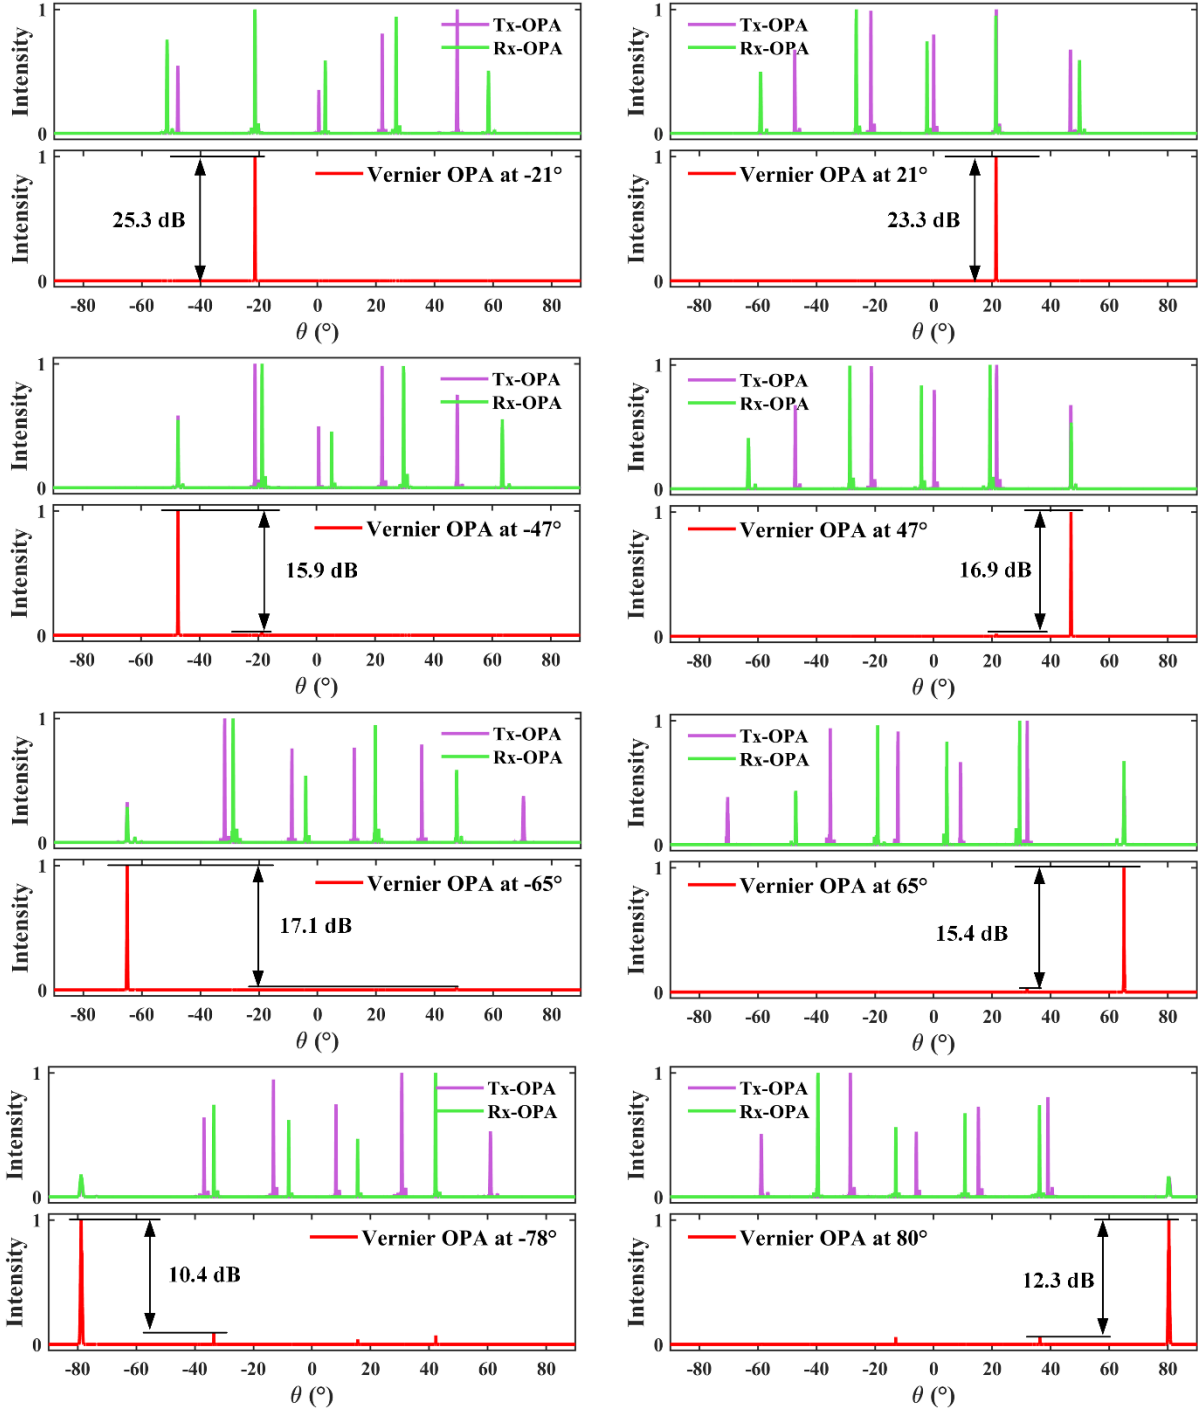 Intensity
1
0
Tx-OPA
Rx-OPA
Intensity
1
0
Vernier OPA at -21°
25.3 dB
-80 -60 -40 -20 0 20 40 60 80
θ (°)
Intensity
1
0
Tx-OPA
Rx-OPA
Intensity
1
0
Vernier OPA at 21°
23.3 dB
-80 -60 -40 -20 0 20 40 60 80
θ (°)
Intensity
1
0
Tx-OPA
Rx-OPA
Intensity
1
0
Vernier OPA at -47°
15.9 dB
-80 -60 -40 -20 0 20 40 60 80
θ (°)
Intensity
1
0
Tx-OPA
Rx-OPA
Intensity
1
0
Vernier OPA at 47°
16.9 dB
-80 -60 -40 -20 0 20 40 60 80
θ (°)
Intensity
1
0
Tx-OPA
Rx-OPA
Intensity
1
0
Vernier OPA at -65°
17.1 dB
-80 -60 -40 -20 0 20 40 60 80
θ (°)
Intensity
1
0
Tx-OPA
Rx-OPA
Intensity
1
0
Vernier OPA at 65°
15.4 dB
-80 -60 -40 -20 0 20 40 60 80
θ (°)
Intensity
1
0
Tx-OPA
Rx-OPA
Intensity
1
0
Vernier OPA at -78°
10.4 dB
-80 -60 -40 -20 0 20 40 60 80
θ (°)
Intensity
1
0
Tx-OPA
Rx-OPA
Intensity
1
0
Vernier OPA at 80°
12.3 dB
-80 -60 -40 -20 0 20 40 60 80
θ (°)